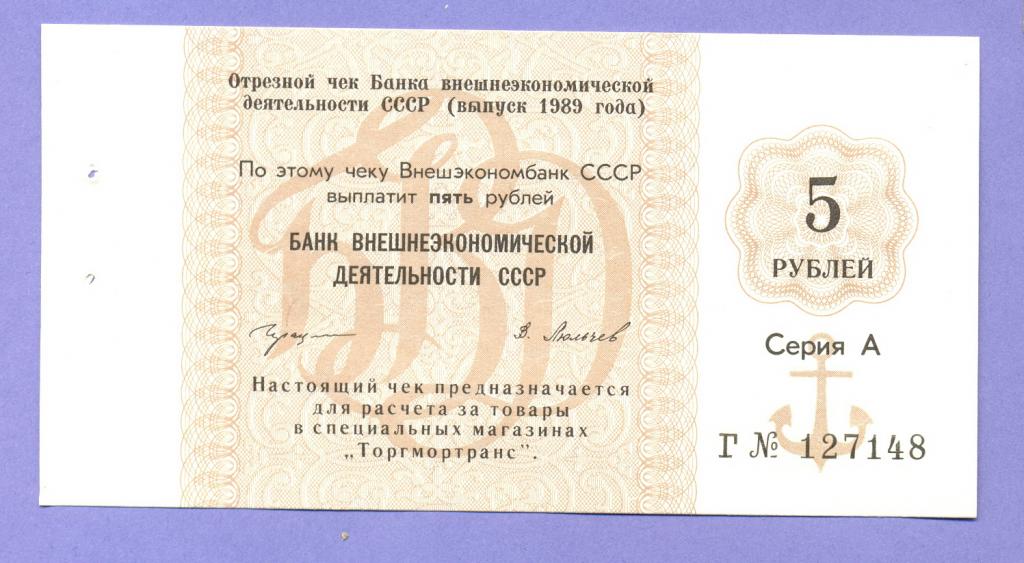 Отрезной чек Банка внешнеэкономической
деятельности СССР (выпуск 1989 года)
По этому чеку Внешэкономбанк СССР
выплатит пять рублей
БАНК ВНЕШНЕЭКОНОМИЧЕСКОЙ
ДЕЯТЕЛЬНОСТИ СССР
В. Люльчев
Настоящий чек предназначается
для расчета за товары
в специальных магазинах
„Торгмортранс".
5
РУБЛЕЙ
Серия А
Г № 127148